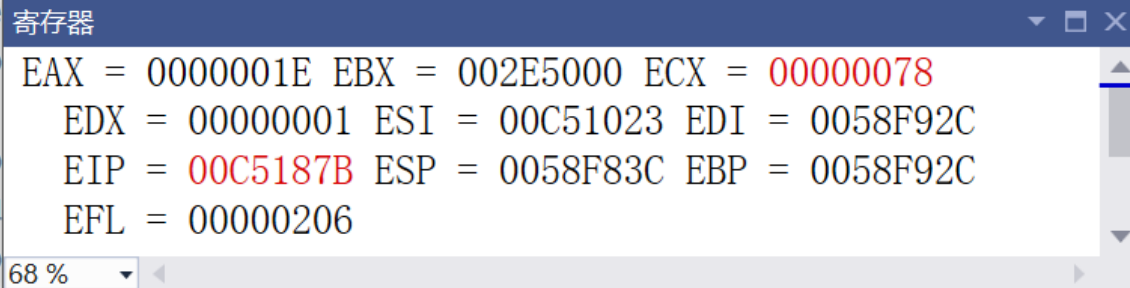 寄存器
EAX = 0000001E EBX = 002E5000 ECX = 00000078
EDX = 00000001 ESI = 00C51023 EDI = 0058F92C
EIP = 00C5187B ESP = 0058F83C EBP = 0058F92C
EFL = 00000206
68 %